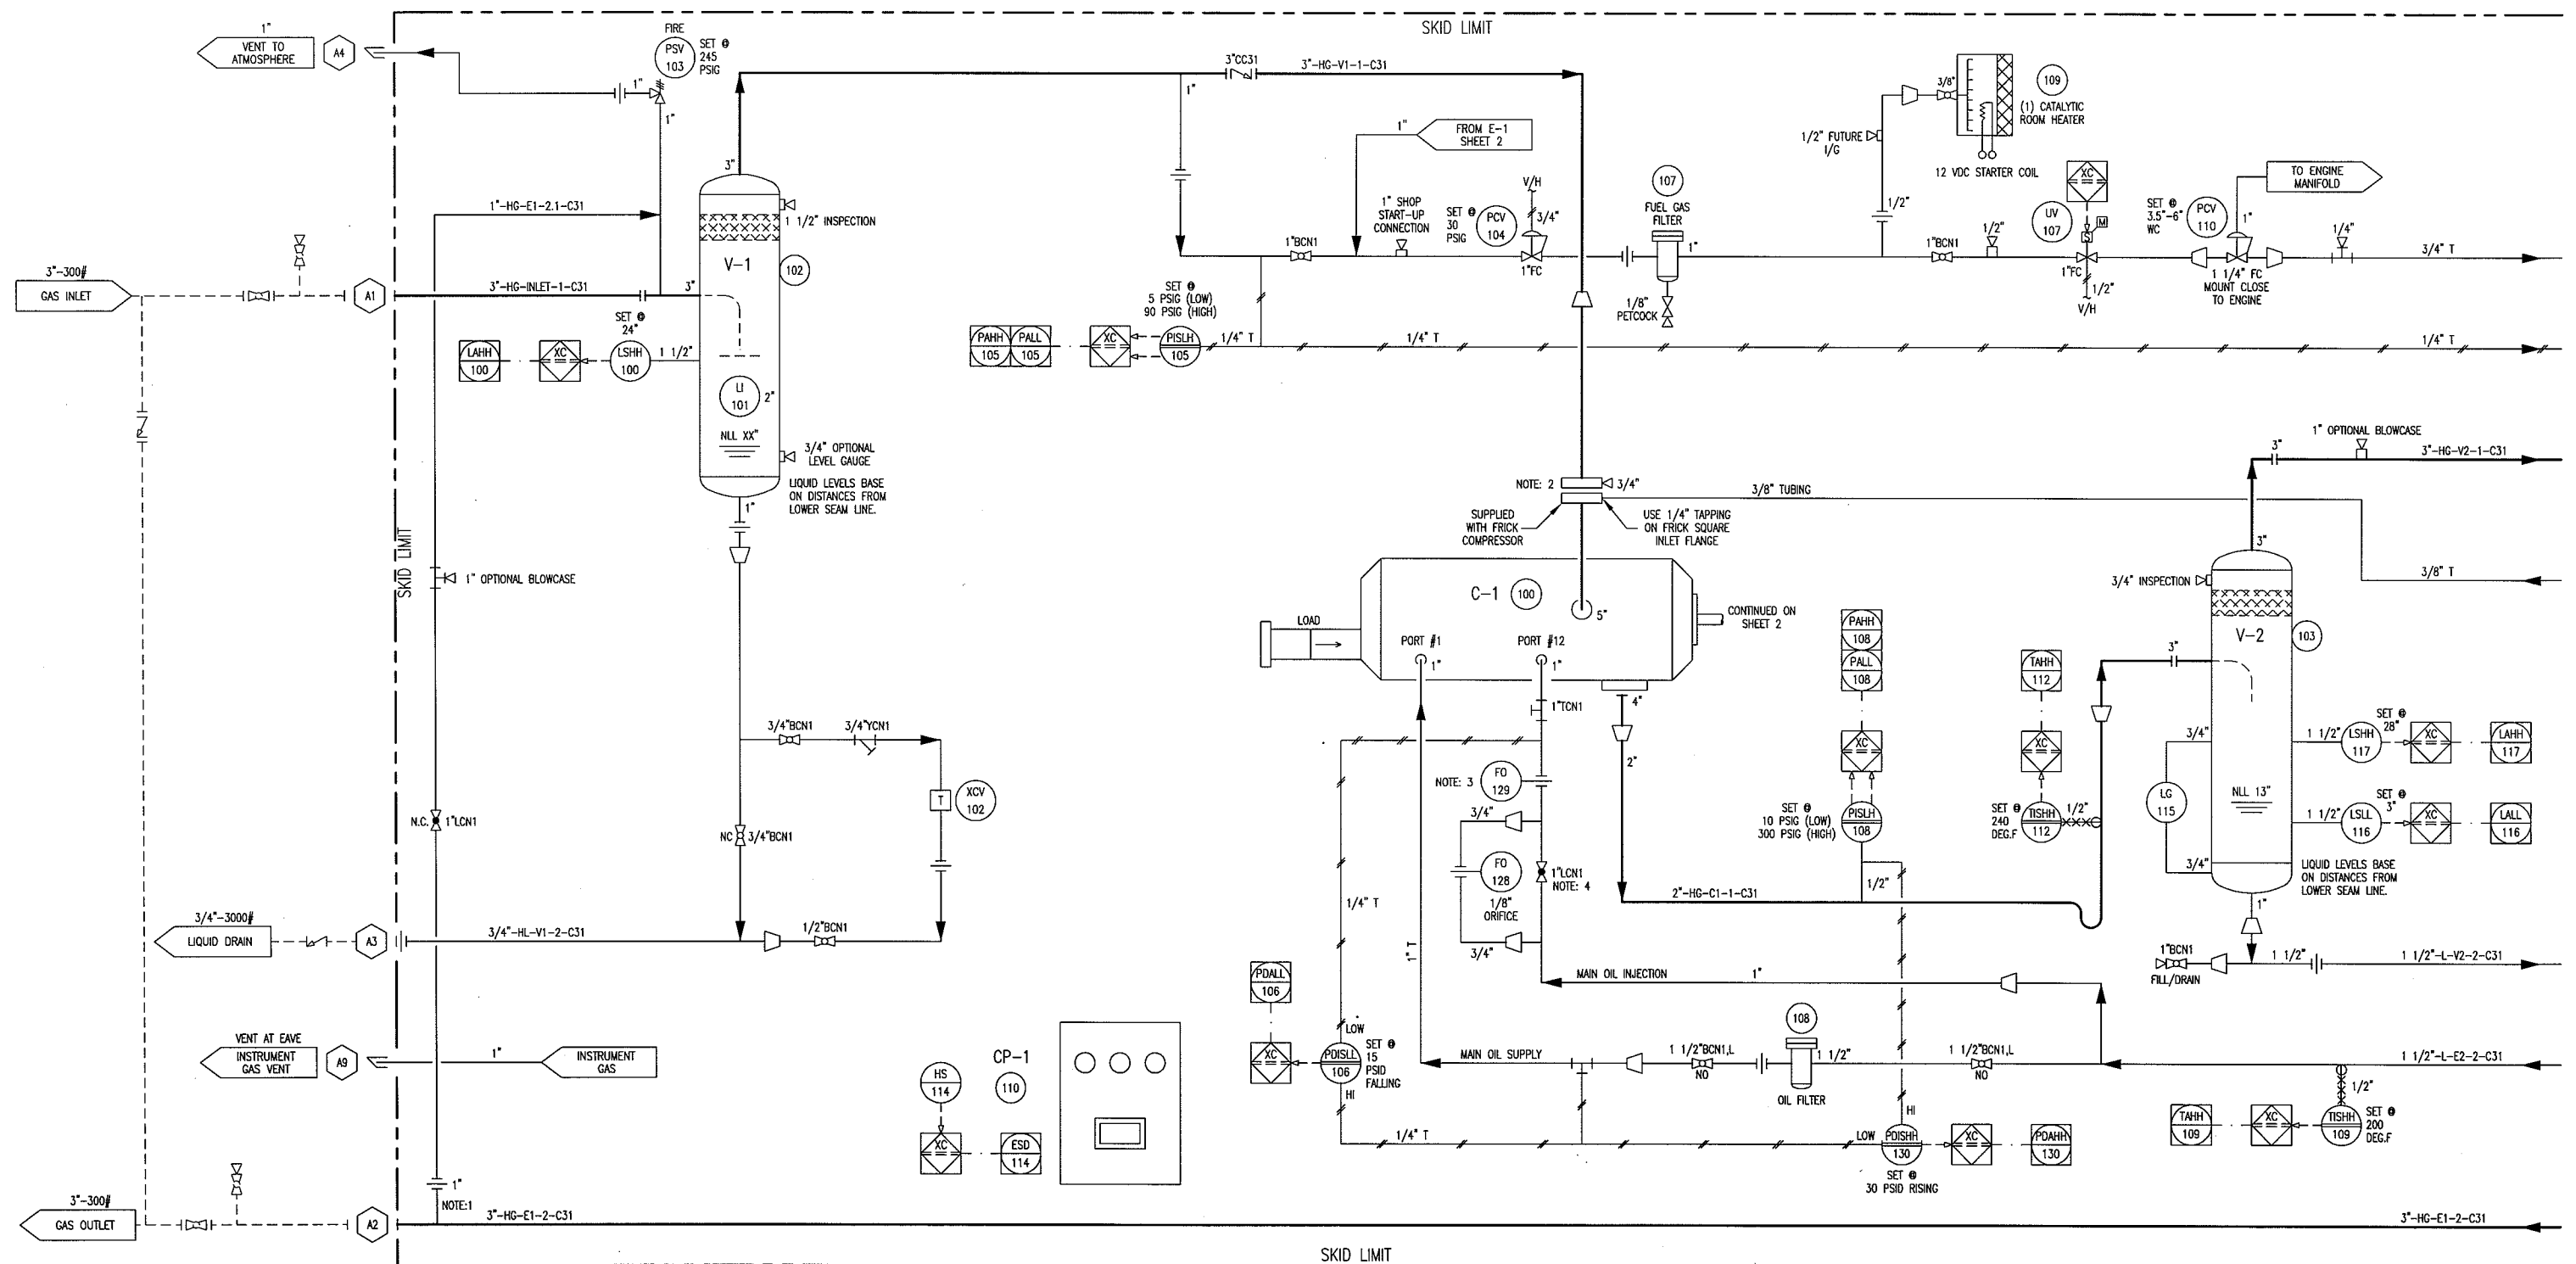 SKID LIMIT
1"
VENT TO
ATMOSPHERE
A4
FIRE
PSV
103
SET @
245
PSIG
1"
1"
3"
1"-HG-E1-2.1-C31
1 1/2" INSPECTION
V-1
102
3"-300#
GAS INLET
A1
3"-HG-INLET-1-C31
3"
SET @
24"
LAHH
100
XC
LSHH
100
1 1/2"
LI
101
2"
NLL XX"
3/4" OPTIONAL
LEVEL GAUGE
LIQUID LEVELS BASE
ON DISTANCES FROM
LOWER SEAM LINE.
1"
SKID LIMIT
1" OPTIONAL BLOWCASE
3/4"BCN1
3/4"YCN1
T
XCV
102
N.C.
1"LCN1
NC
3/4"BCN1
3/4"-3000#
LIQUID DRAIN
A3
3/4"-HL-V1-2-C31
1/2"BCN1
VENT AT EAVE
INSTRUMENT
GAS VENT
A9
1"
INSTRUMENT
GAS
HS
114
XC
ESD
114
CP-1
110
1"
NOTE:1
3"-300#
GAS OUTLET
A2
3"-HG-E1-2-C31
3"-HG-E1-2-C31
SKID LIMIT
3"CC31
3"-HG-V1-1-C31
1"
1"
FROM E-1
SHEET 2
1" SHOP
START-UP
CONNECTION
1"BCN1
SET @
30
PSIG
PCV
104
V/H
3/4"
1"FC
107
FUEL GAS
FILTER
1"
1/8"
PETCOCK
SET @
5 PSIG (LOW)
90 PSIG (HIGH)
PAHH
105
PALL
105
XC
PISLH
105
1/4" T
1/4" T
1/4" T
3/8"
109
(1) CATALYTIC
ROOM HEATER
1/2" FUTURE
I/G
12 VDC STARTER COIL
1/2"
1"BCN1
1/2"
XC
UV
107
S
M
1"FC
1/2"
V/H
SET @
3.5"-6"
WC
PCV
110
1"
TO ENGINE
MANIFOLD
1 1/4" FC
MOUNT CLOSE
TO ENGINE
1/4"
3/4" T
NOTE: 2
3/4"
3/8" TUBING
SUPPLIED
WITH FRICK
COMPRESSOR
USE 1/4" TAPPING
ON FRICK SQUARE
INLET FLANGE
C-1
100
5"
LOAD
PORT #1
1"
PORT #12
1"
CONTINUED ON
SHEET 2
4"
1"TCN1
2"
NOTE: 3
FO
129
3/4"
FO
128
1/8"
ORIFICE
3/4"
1"LCN1
NOTE: 4
1/4" T
1" T
PAHH
108
PALL
108
XC
SET @
10 PSIG (LOW)
300 PSIG (HIGH)
PISLH
108
1/2"
2"-HG-C1-1-C31
TAHH
112
XC
SET @
240
DEG.F
TISHH
112
1/2"
3"
3"
1" OPTIONAL BLOWCASE
3"-HG-V2-1-C31
3"
3/4" INSPECTION
3/8" T
V-2
103
3/4"
LG
115
3/4"
NLL 13"
1 1/2"
LSHH
117
SET @
28"
XC
LAHH
117
1 1/2"
LSLL
116
SET @
3"
XC
LALL
116
LIQUID LEVELS BASE
ON DISTANCES FROM
LOWER SEAM LINE.
1"
1"BCN1
FILL/DRAIN
1 1/2"
1 1/2"-L-V2-2-C31
MAIN OIL INJECTION
1"
PDALL
106
XC
LOW
PDISLL
106
HI
SET @
15
PSID
FALLING
MAIN OIL SUPPLY
1 1/2"BCN1,L
NO
108
1 1/2"
OIL FILTER
1 1/2"BCN1,L
NO
1 1/2"-L-E2-2-C31
1/2"
TAHH
109
XC
TISHH
109
SET @
200
DEG.F
1/4" T
HI
LOW
PDISHH
130
XC
PDAHH
130
SET @
30 PSID RISING